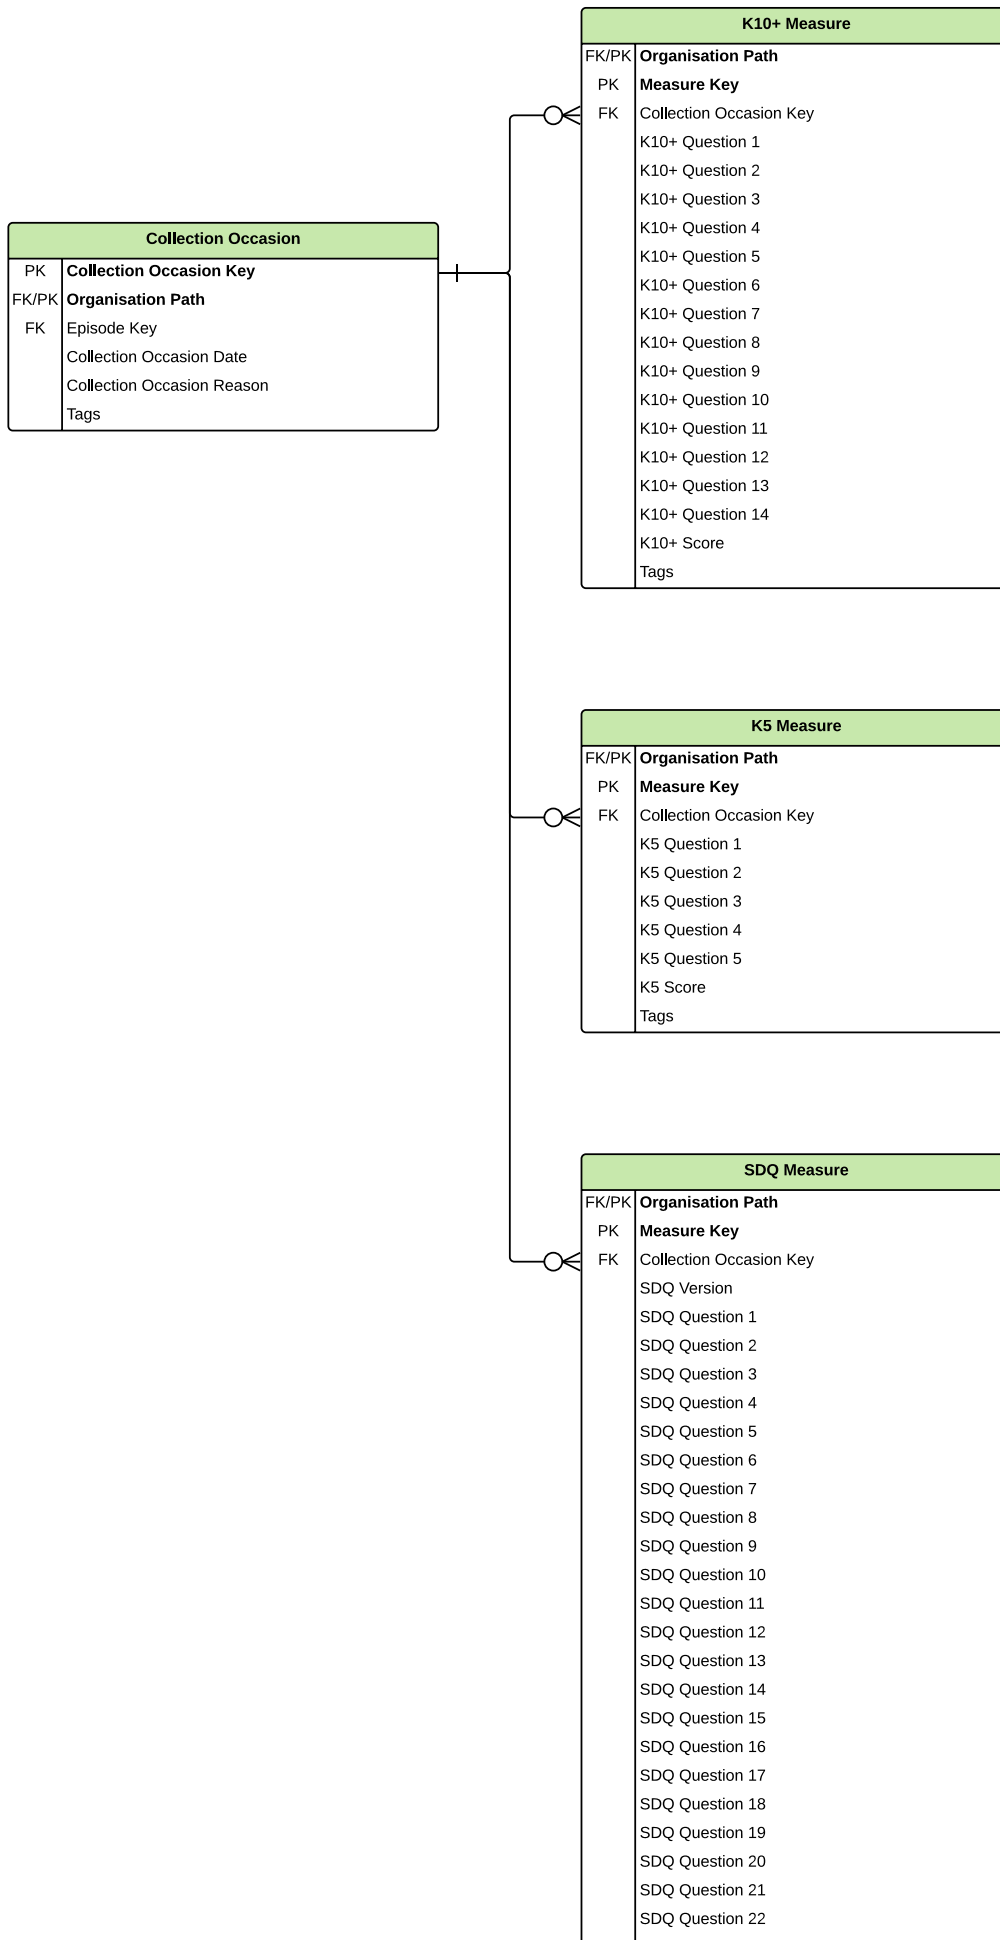 Collection Occasion
PK Collection Occasion Key
FK/PK Organisation Path
FK Episode Key
Collection Occasion Date
Collection Occasion Reason
Tags
K10+ Measure
FK/PK Organisation Path
PK Measure Key
FK Collection Occasion Key
K10+ Question 1
K10+ Question 2
K10+ Question 3
K10+ Question 4
K10+ Question 5
K10+ Question 6
K10+ Question 7
K10+ Question 8
K10+ Question 9
K10+ Question 10
K10+ Question 11
K10+ Question 12
K10+ Question 13
K10+ Question 14
K10+ Score
Tags
K5 Measure
FK/PK Organisation Path
PK Measure Key
FK Collection Occasion Key
K5 Question 1
K5 Question 2
K5 Question 3
K5 Question 4
K5 Question 5
K5 Score
Tags
SDQ Measure
FK/PK Organisation Path
PK Measure Key
FK Collection Occasion Key
SDQ Version
SDQ Question 1
SDQ Question 2
SDQ Question 3
SDQ Question 4
SDQ Question 5
SDQ Question 6
SDQ Question 7
SDQ Question 8
SDQ Question 9
SDQ Question 10
SDQ Question 11
SDQ Question 12
SDQ Question 13
SDQ Question 14
SDQ Question 15
SDQ Question 16
SDQ Question 17
SDQ Question 18
SDQ Question 19
SDQ Question 20
SDQ Question 21
SDQ Question 22